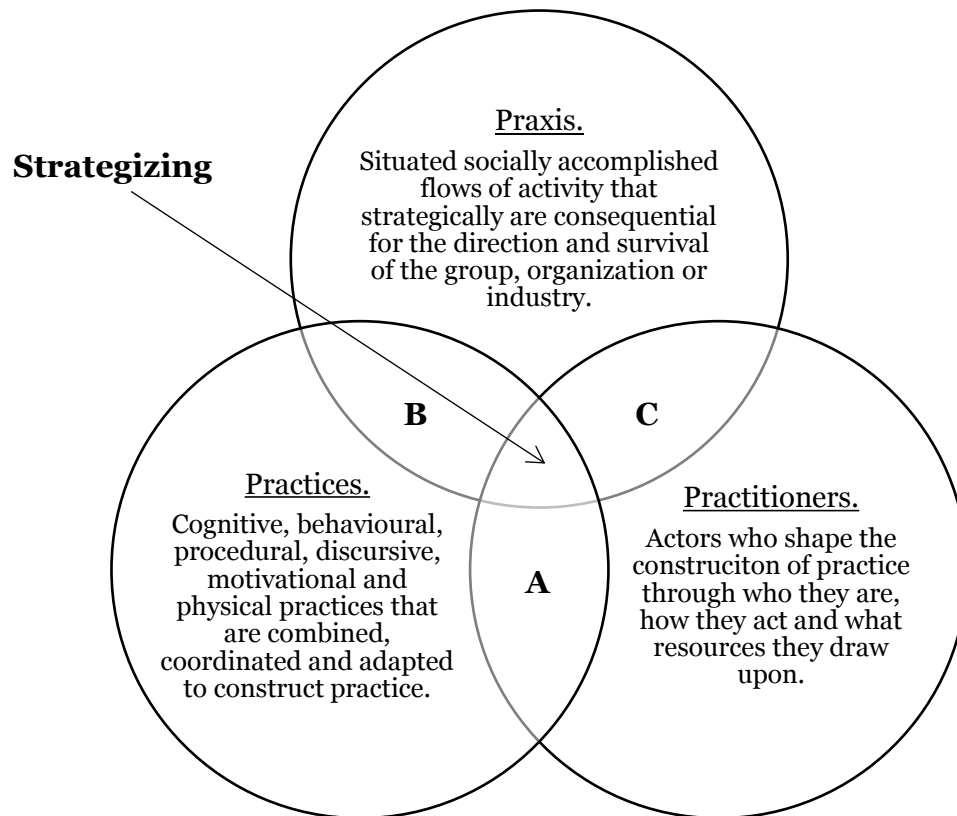 Praxis.
Strategizing
Situated socially accomplished
flows of activity that
strategically are consequential
for the direction and survival
of the group, organization or
industry.
B
C
Practices.
Cognitive, behavioural,
procedural, discursive,
motivational and
physical practices that
are combined,
coordinated and adapted
to construct practice.
A
Practitioners.
Actors who shape the
construciton of practice
through who they are,
how they act and what
resources they draw
upon.